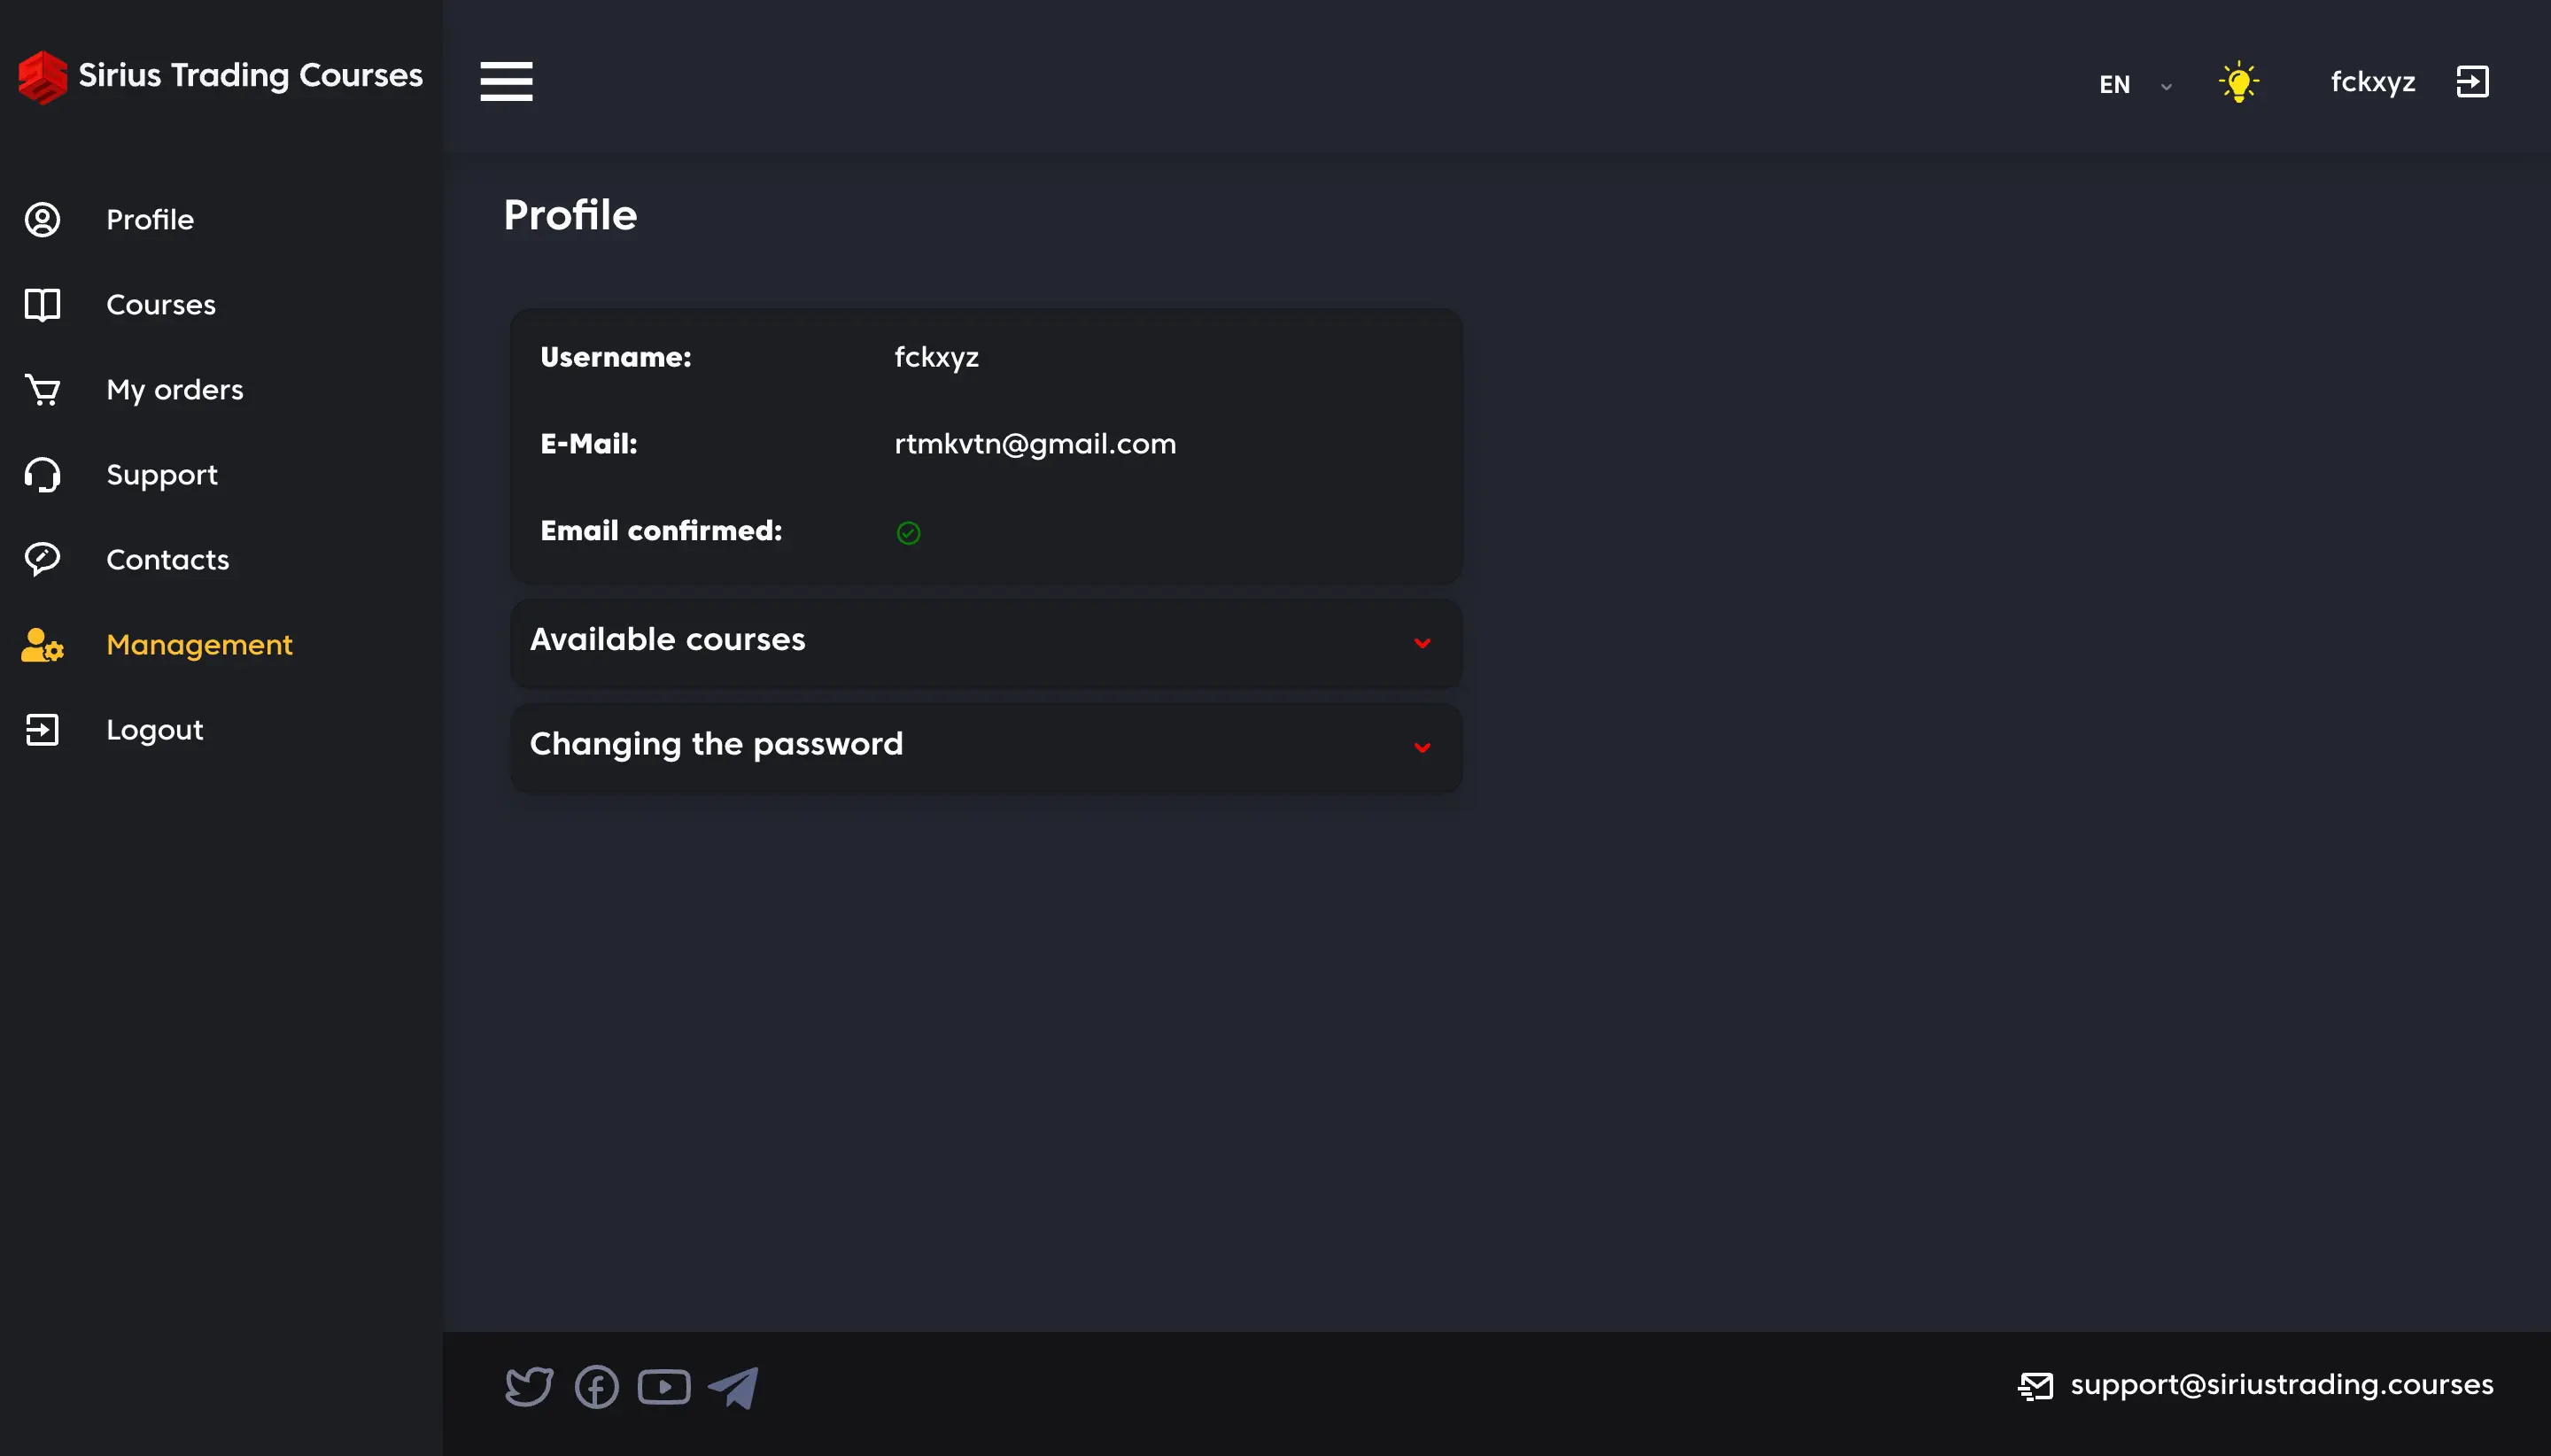 Sirius Trading Courses
EN
fckxyz
Profile
Courses
My orders
Support
Contacts
Management
Logout
Profile
Username: fckxyz
E-Mail: rtmkvtn@gmail.com
Email confirmed:
Available courses
Changing the password
support@siriustrading.courses